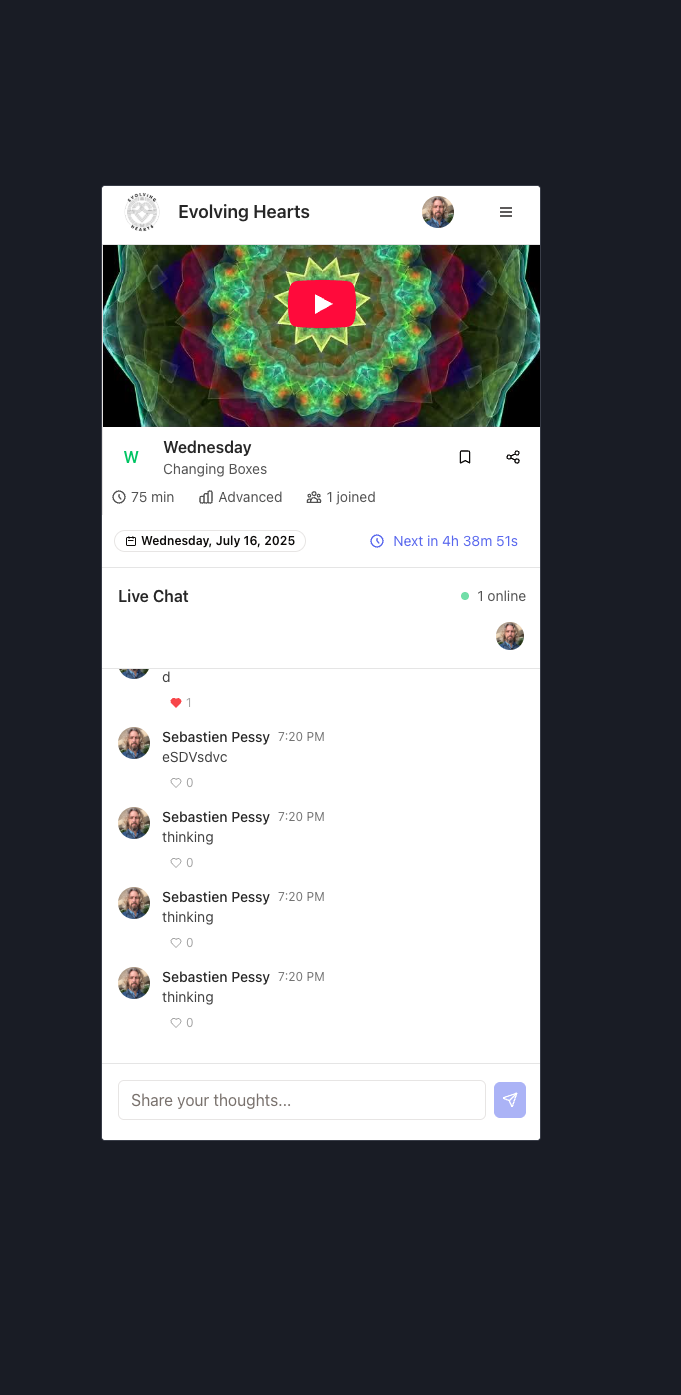 EVOLVING
HEARTS
Evolving Hearts
W
Wednesday
Changing Boxes
75 min Advanced 1 joined
Wednesday, July 16, 2025 Next in 4h 38m 51s
Live Chat 1 online
d
1
Sebastien Pessy 7:20 PM
eSDVsdvc
0
Sebastien Pessy 7:20 PM
thinking
0
Sebastien Pessy 7:20 PM
thinking
0
Sebastien Pessy 7:20 PM
thinking
0
Share your thoughts...